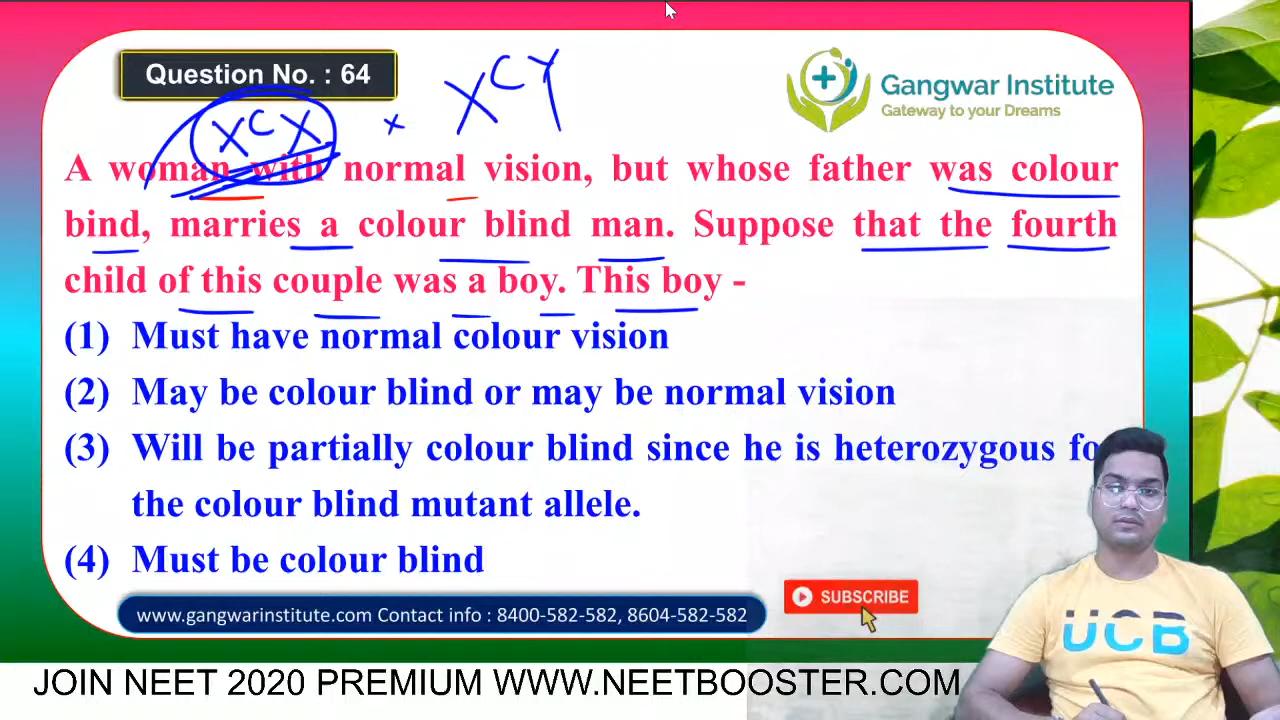 Question No. : 64
Gangwar Institute
Gateway to your Dreams
XᶜX × XᶜY
A woman with normal vision, but whose father was colour
bind, marries a colour blind man. Suppose that the fourth
child of this couple was a boy. This boy -
(1) Must have normal colour vision
(2) May be colour blind or may be normal vision
(3) Will be partially colour blind since he is heterozygous fo
the colour blind mutant allele.
(4) Must be colour blind
www.gangwarinstitute.com Contact info : 8400-582-582, 8604-582-582
SUBSCRIBE
UCB
JOIN NEET 2020 PREMIUM WWW.NEETBOOSTER.COM